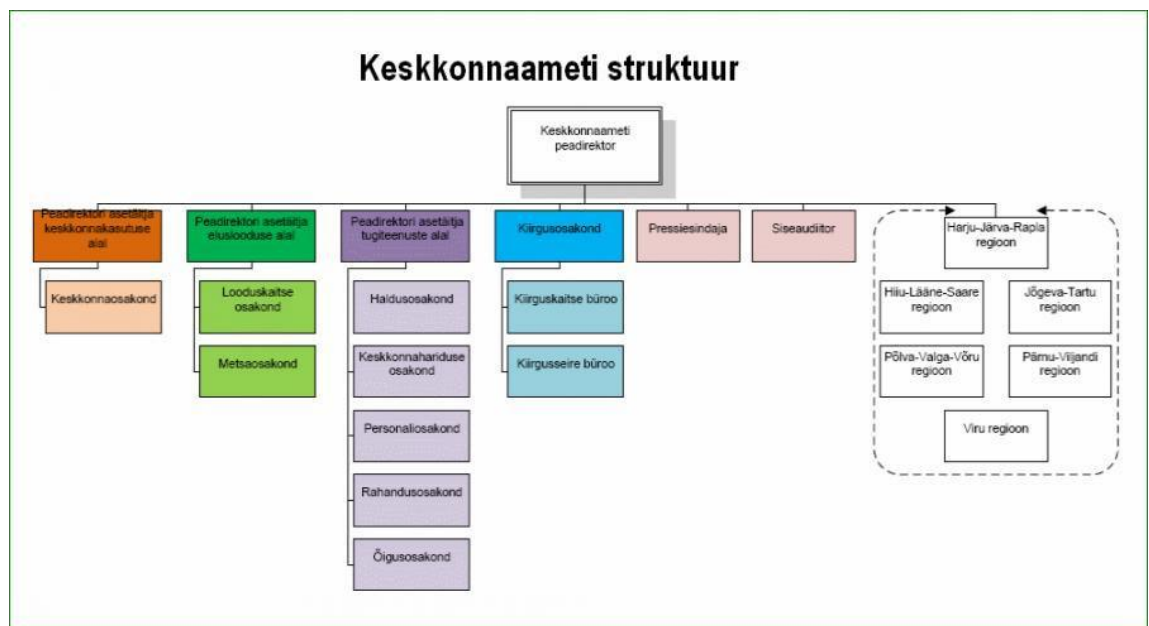 Keskkonnaameti struktuur
Keskkonnaameti
peadirektor
Peadirektori asetäitja
keskkonnakasutuse
alal
Keskkonnaosakond
Peadirektori asetäitja
eluslooduse alal
Looduskaitse
osakond
Metsaosakond
Peadirektori asetäitja
tugiteenuste alal
Haldusosakond
Keskkonnahariduse
osakond
Personaliosakond
Rahandusosakond
Õigusosakond
Kiirgusosakond
Kiirguskaitse büroo
Kiirgusseire büroo
Pressiesindaja
Siseaudiitor
Harju-Järva-Rapla
regioon
Hiiu-Lääne-Saare
regioon
Jõgeva-Tartu
regioon
Põlva-Valga-Võru
regioon
Pärnu-Viljandi
regioon
Viru regioon